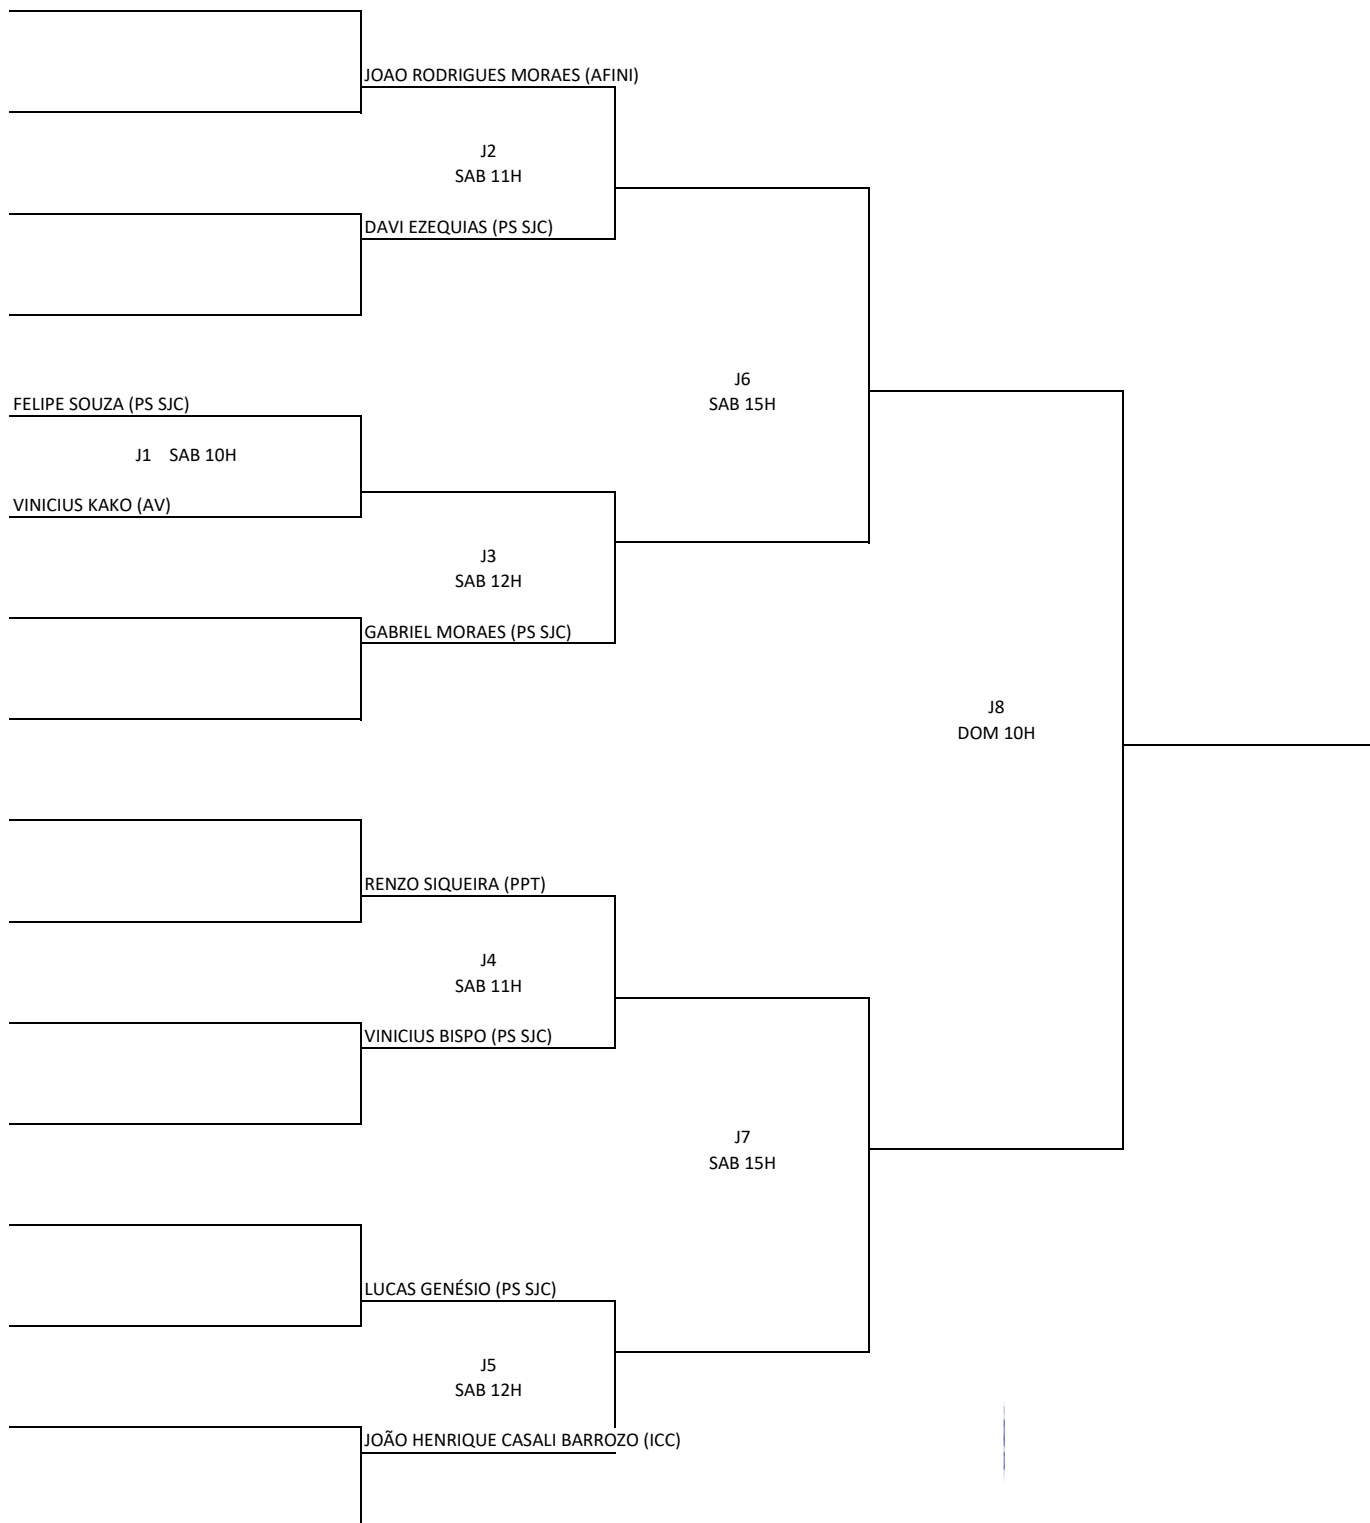 JOAO RODRIGUES MORAES (AFINI)
J2
SAB 11H
DAVI EZEQUIAS (PS SJC)
J6
SAB 15H
FELIPE SOUZA (PS SJC)
J1 SAB 10H
VINICIUS KAKO (AV)
J3
SAB 12H
GABRIEL MORAES (PS SJC)
J8
DOM 10H
RENZO SIQUEIRA (PPT)
J4
SAB 11H
VINICIUS BISPO (PS SJC)
J7
SAB 15H
LUCAS GENÉSIO (PS SJC)
J5
SAB 12H
JOÃO HENRIQUE CASALI BARROZO (ICC)